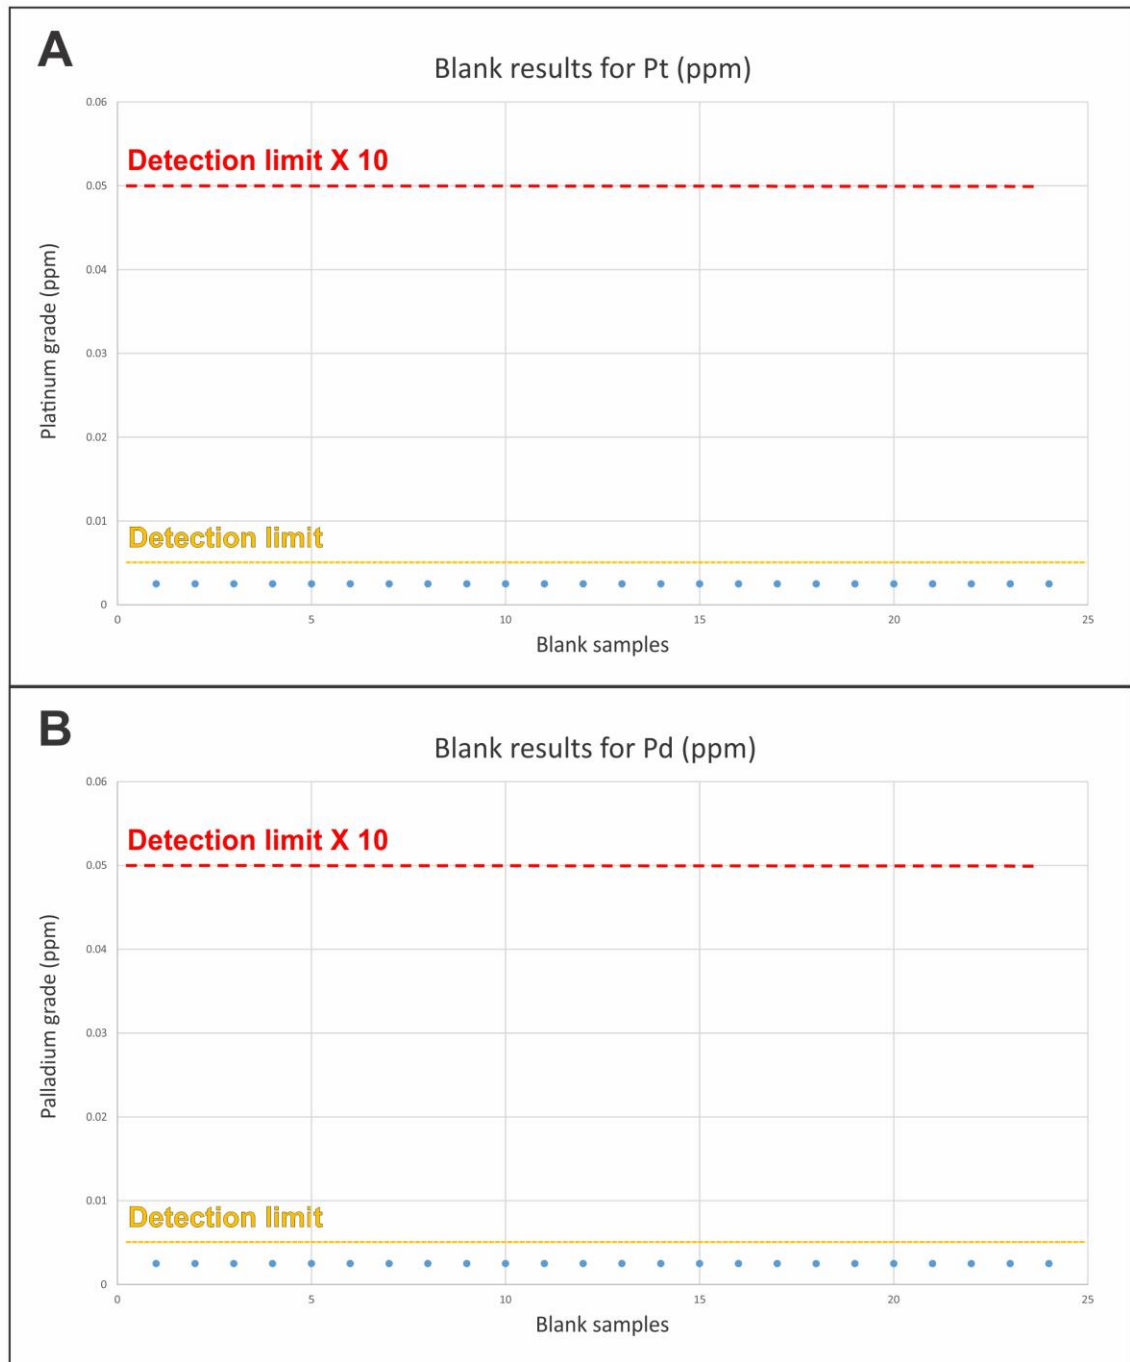 A
Blank results for Pt (ppm)
0.06
Detection limit X 10
0.05
0.04
Platinum grade (ppm)
0.03
0.02
0.01
Detection limit
0
0 5 10 15 20 25
Blank samples
B
Blank results for Pd (ppm)
0.06
Detection limit X 10
0.05
0.04
Palladium grade (ppm)
0.03
0.02
0.01
Detection limit
0
0 5 10 15 20 25
Blank samples